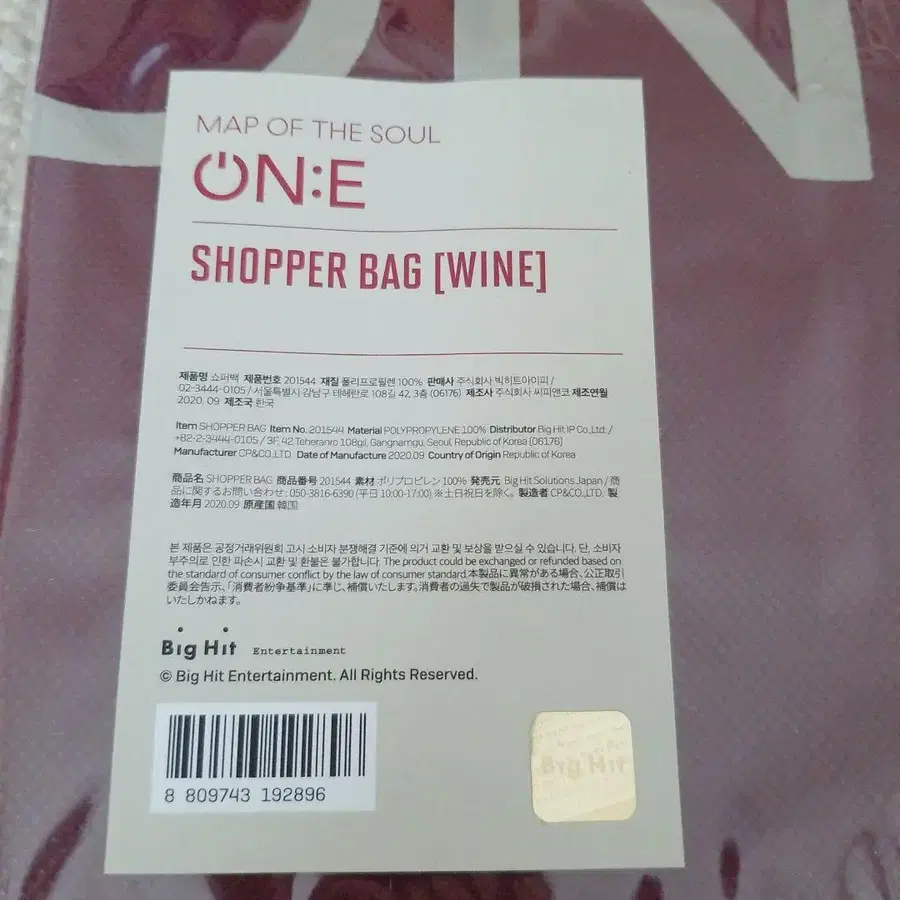 ON
MAP OF THE SOUL
ON:E
SHOPPER BAG [WINE]
제품명 쇼퍼백 제품번호 201544 재질 폴리프로필렌 100% 판매사 주식회사 빅히트아이피 /
02-3444-0105 / 서울특별시 강남구 테헤란로 108길 42, 3층 (06176) 제조사 주식회사 씨피앤코 제조연월
2020. 09 제조국 한국
Item SHOPPER BAG Item No. 201544 Material POLYPROPYLENE 100% Distributor Big Hit IP Co.,Ltd. /
+82-2-3444-0105 / 3F, 42 Teheranro 108gil, Gangnamgu, Seoul, Republic of Korea (06176)
Manufacturer CP&CO.,LTD Date of Manufacture 2020.09 Country of Origin Republic of Korea
商品名 SHOPPER BAG 商品番号 201544 素材 ポリプロピレン 100% 発売元 Big Hit Solutions Japan / 商
品に関するお問い合わせ : 050-3816-6390 (平日 10:00-17:00) ※土日祝日を除く。 製造者 CP&CO.,LTD. 製
造年月 2020.09 原産国 韓国
본 제품은 공정거래위원회 고시 소비자 분쟁해결 기준에 의거 교환 및 보상을 받으실 수 있습니다. 단, 소비자
부주의로 인한 파손시 교환 및 환불은 불가합니다. The product could be exchanged or refunded based on
the standard of consumer conflict by the law of consumer standard.本製品に異常がある場合、公正取引
委員会告示、「消費者紛争基準」に準じ、補償いたします。消費者の過失で製品が破損された場合、補償は
いたしかねます。
Big Hit Entertainment
© Big Hit Entertainment. All Rights Reserved.
8 809743 192896